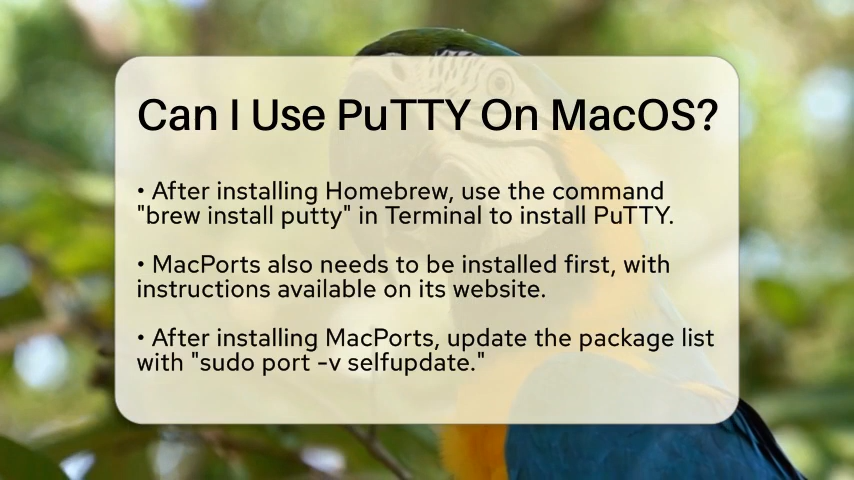 Can I Use PuTTY On MacOS?
• After installing Homebrew, use the command
"brew install putty" in Terminal to install PuTTY.
• MacPorts also needs to be installed first, with
instructions available on its website.
• After installing MacPorts, update the package list
with "sudo port -v selfupdate."